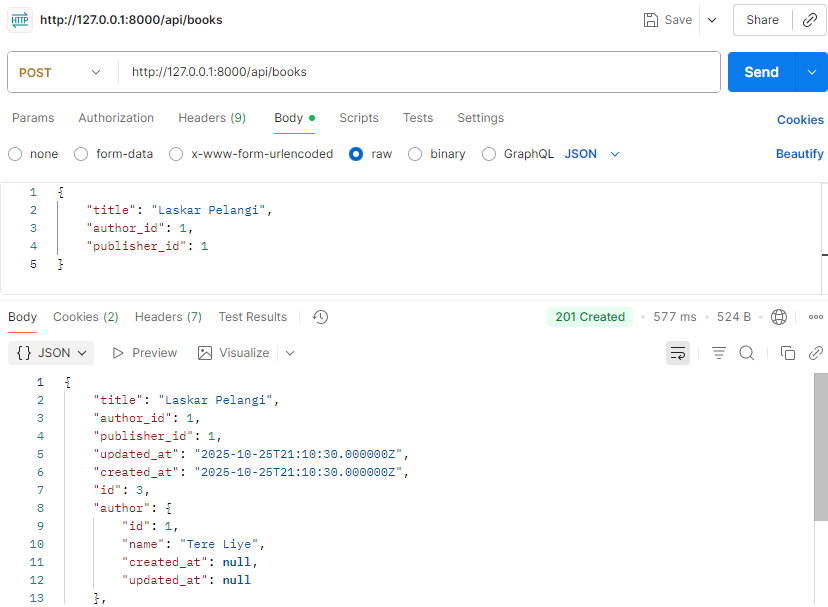 HTTP http://127.0.0.1:8000/api/books Save Share
POST http://127.0.0.1:8000/api/books Send
Params Authorization Headers (9) Body Scripts Tests Settings Cookies
none form-data x-www-form-urlencoded raw binary GraphQL JSON Beautify
1 {
2 "title": "Laskar Pelangi",
3 "author_id": 1,
4 "publisher_id": 1
5 }
Body Cookies (2) Headers (7) Test Results 201 Created • 577 ms • 524 B •
{} JSON Preview Visualize
1 {
2 "title": "Laskar Pelangi",
3 "author_id": 1,
4 "publisher_id": 1,
5 "updated_at": "2025-10-25T21:10:30.000000Z",
6 "created_at": "2025-10-25T21:10:30.000000Z",
7 "id": 3,
8 "author": {
9 "id": 1,
10 "name": "Tere Liye",
11 "created_at": null,
12 "updated_at": null
13 },